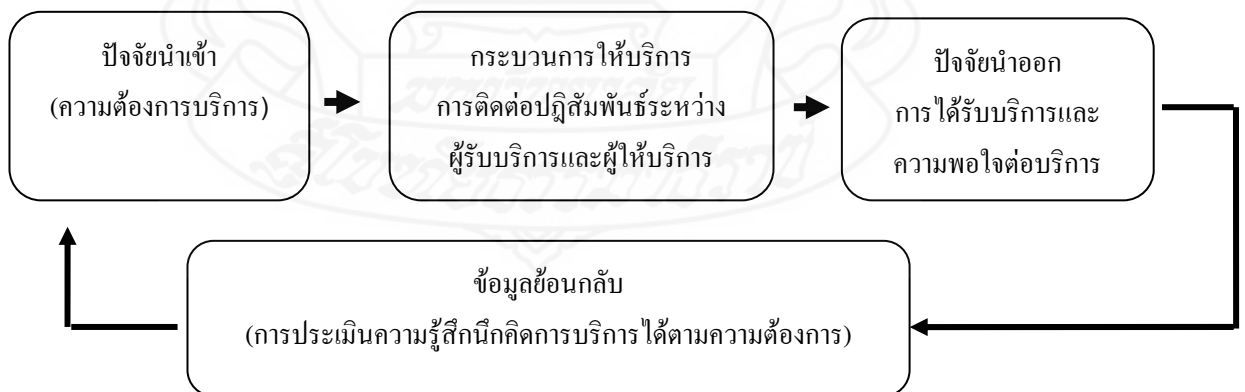 ปัจจัยนำเข้า
(ความต้องการบริการ)
กระบวนการให้บริการ
การติดต่อปฏิสัมพันธ์ระหว่าง
ผู้รับบริการและผู้ให้บริการ
ปัจจัยนำออก
การได้รับบริการและ
ความพอใจต่อบริการ
ข้อมูลย้อนกลับ
(การประเมินความรู้สึกนึกคิดการบริการได้ตามความต้องการ)